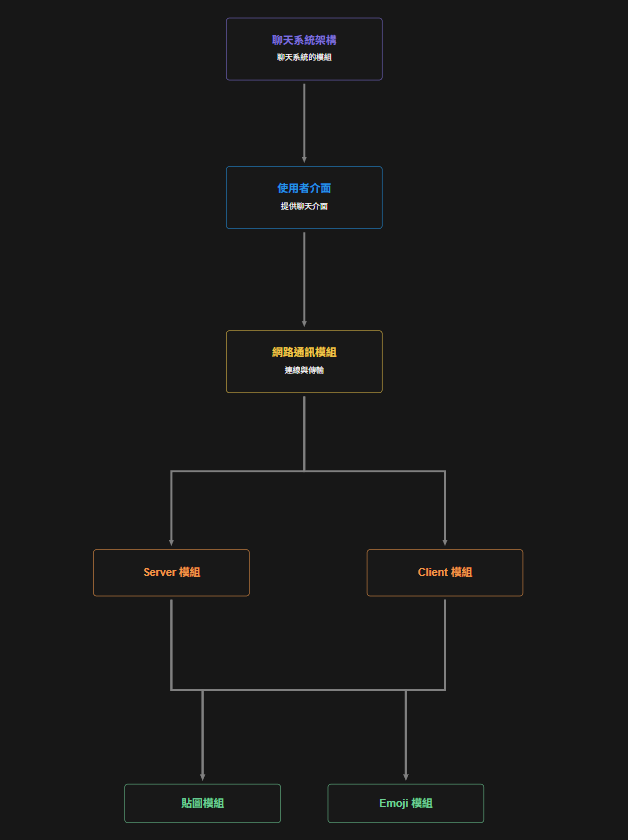 聊天系統架構
聊天系統的模組
使用者介面
提供聊天介面
網路通訊模組
連線與傳輸
Server 模組
Client 模組
貼圖模組
Emoji 模組